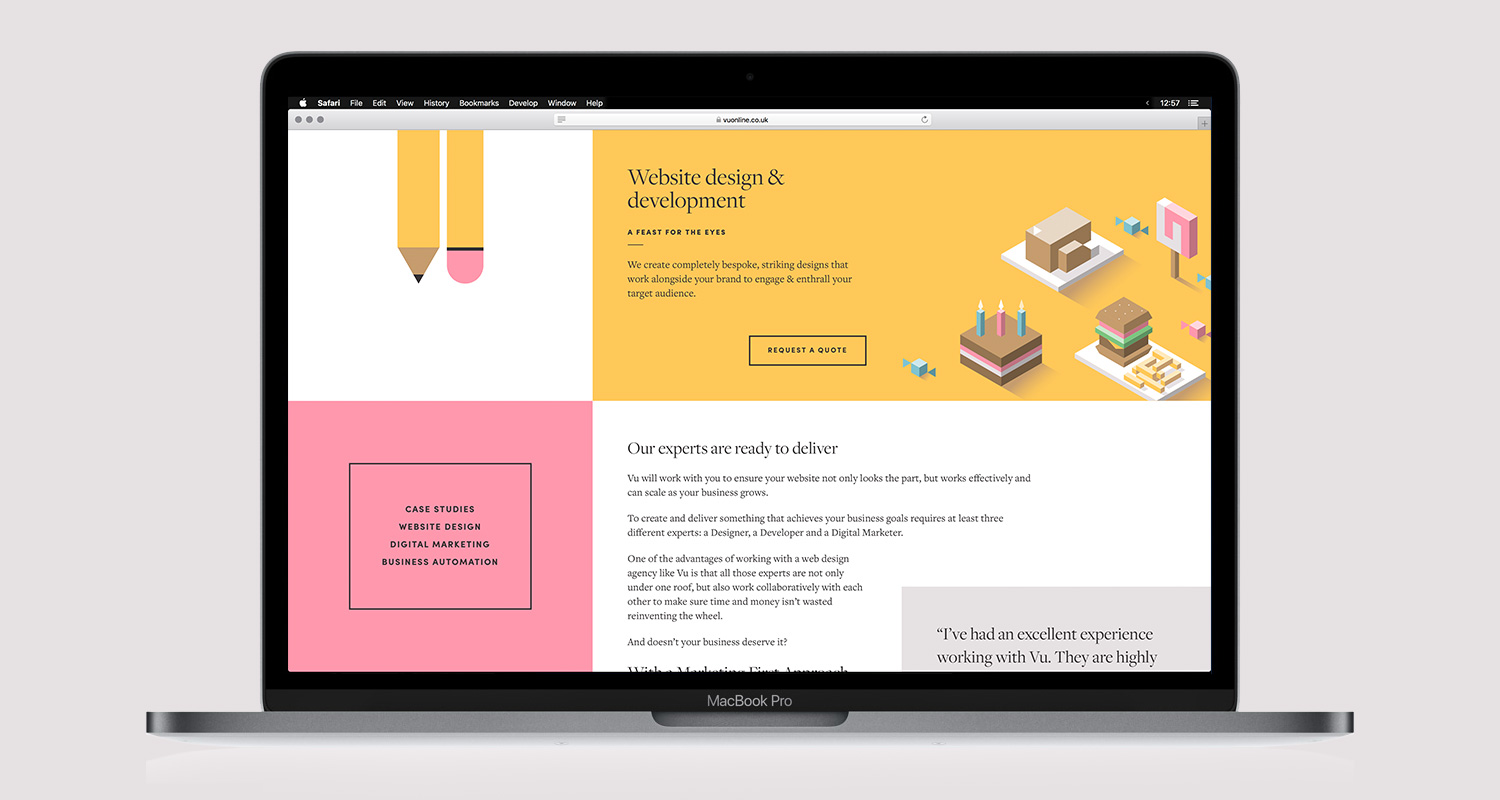 Safari File Edit View History Bookmarks Develop Window Help
12:57
vuonline.co.uk
Website design &
development
A FEAST FOR THE EYES
We create completely bespoke, striking designs that
work alongside your brand to engage & enthrall your
target audience.
REQUEST A QUOTE
CASE STUDIES
WEBSITE DESIGN
DIGITAL MARKETING
BUSINESS AUTOMATION
Our experts are ready to deliver
Vu will work with you to ensure your website not only looks the part, but works effectively and
can scale as your business grows.
To create and deliver something that achieves your business goals requires at least three
different experts: a Designer, a Developer and a Digital Marketer.
One of the advantages of working with a web design
agency like Vu is that all those experts are not only
under one roof, but also work collaboratively with each
other to make sure time and money isn't wasted
reinventing the wheel.
And doesn't your business deserve it?
With a Marketing First Approach
“I've had an excellent experience
working with Vu. They are highly
MacBook Pro